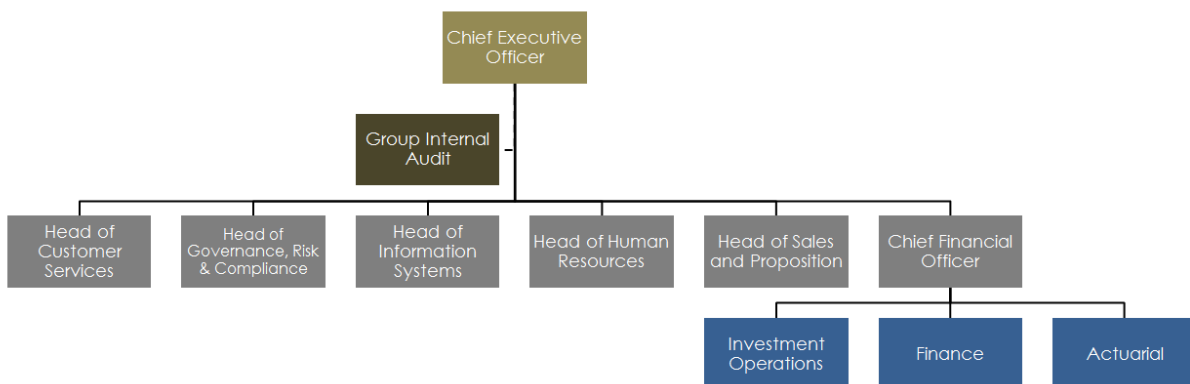 Chief Executive
Officer
Group Internal
Audit
Head of
Customer
Services
Head of
Governance, Risk
& Compliance
Head of
Information
Systems
Head of Human
Resources
Head of Sales
and Proposition
Chief Financial
Officer
Investment
Operations
Finance
Actuarial